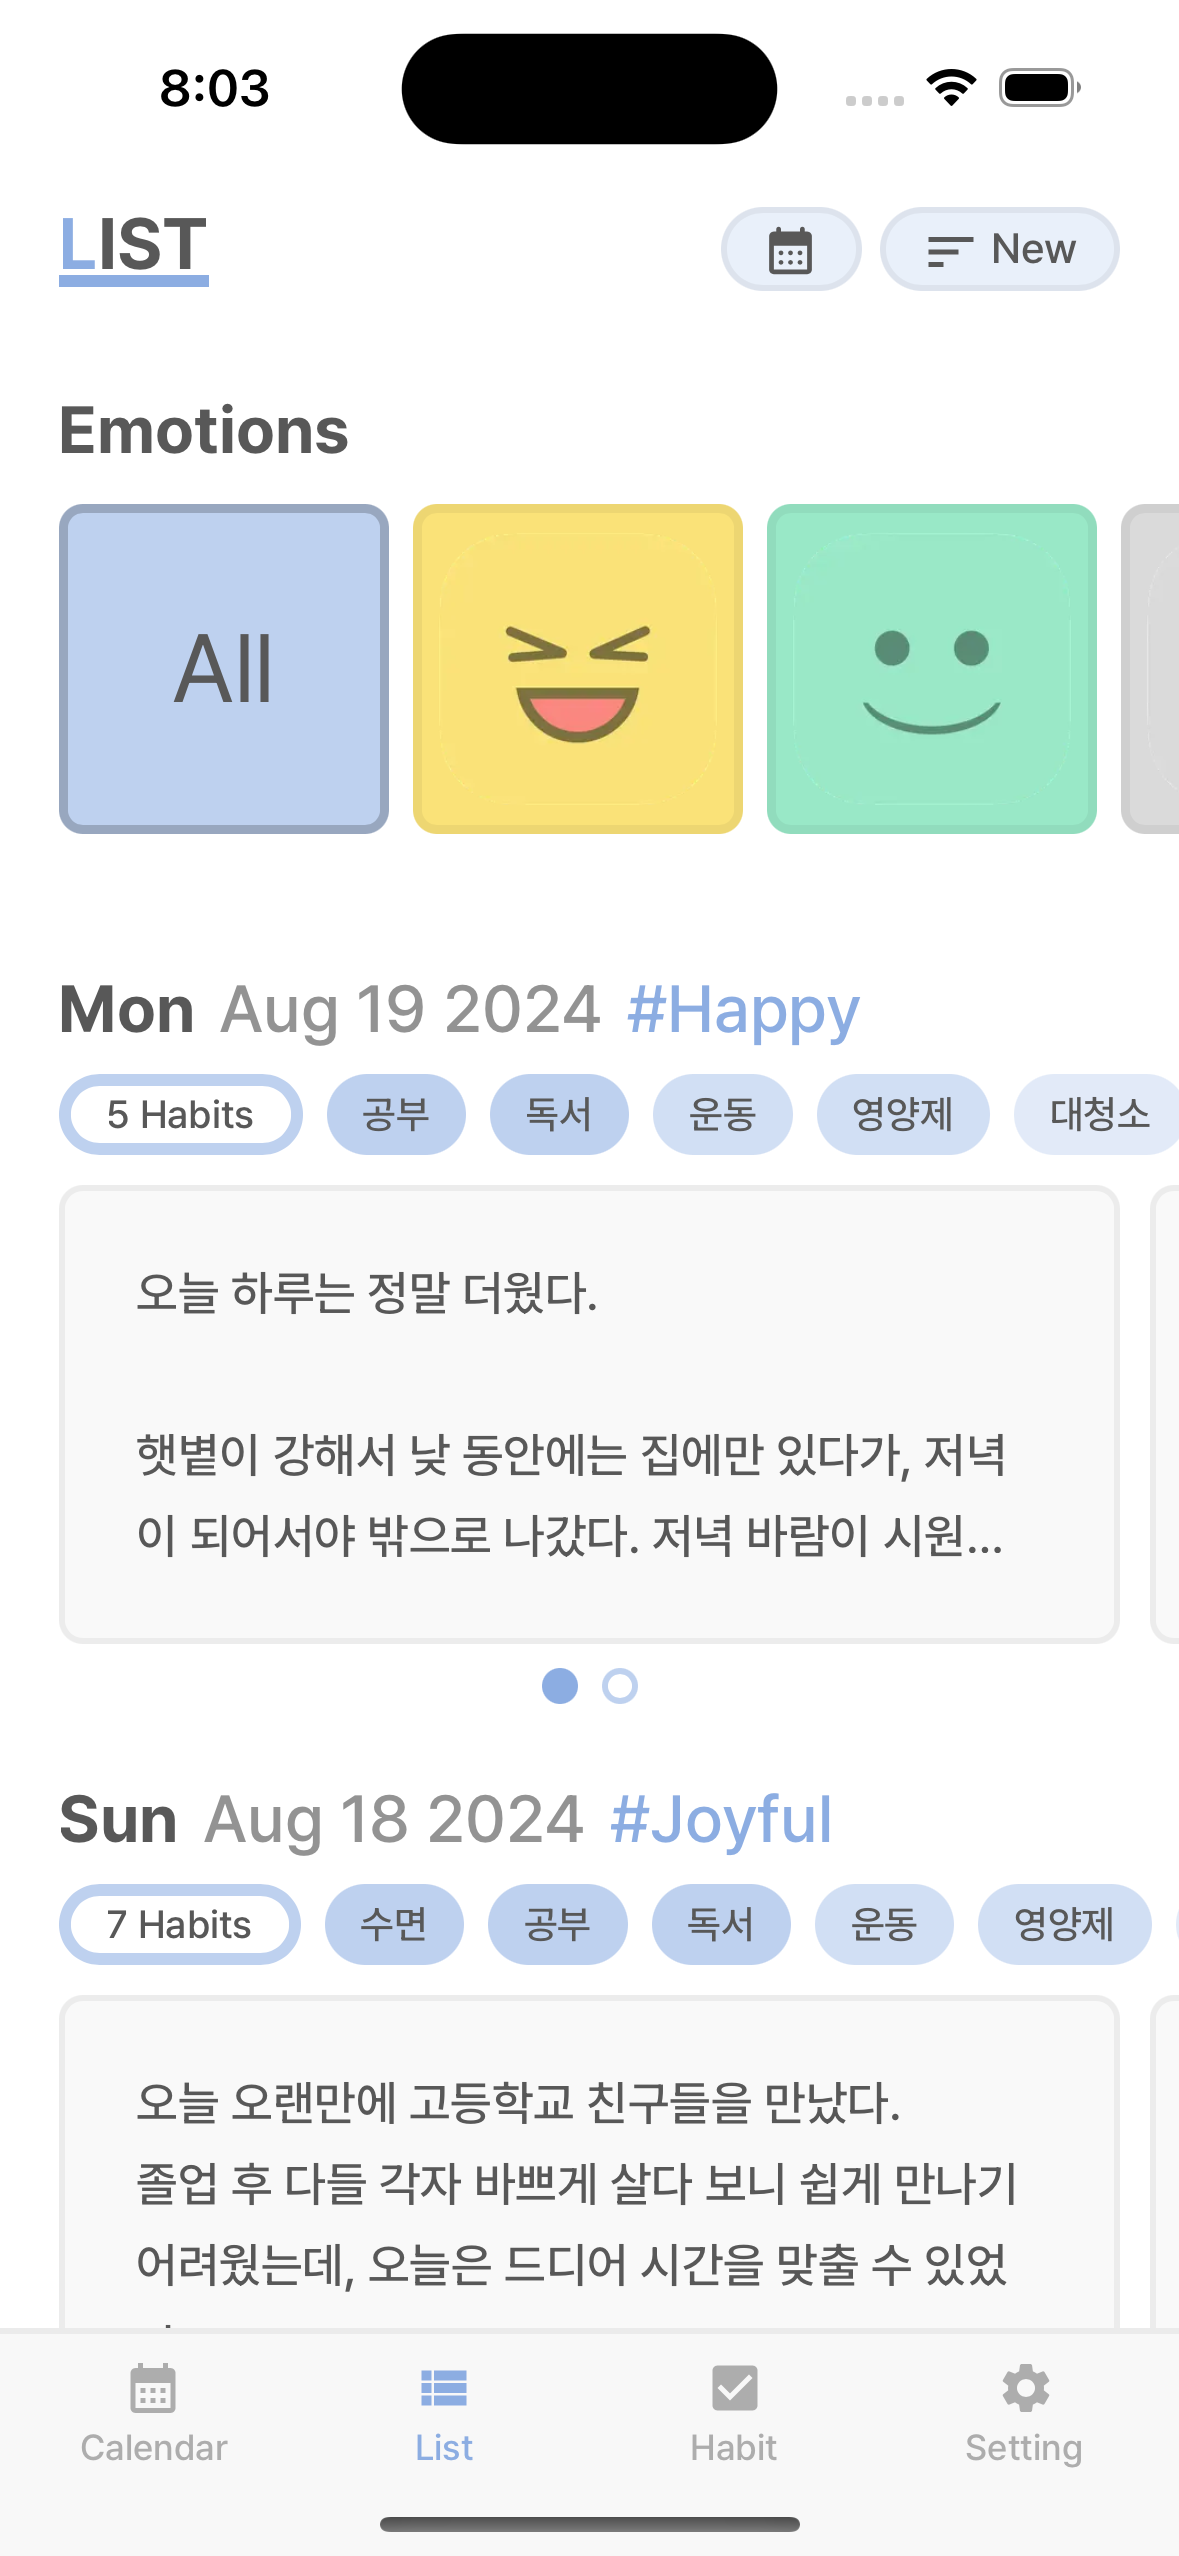 8:03
LIST
New
Emotions
All
Mon Aug 19 2024 #Happy
5 Habits 공부 독서 운동 영양제 대청소
오늘 하루는 정말 더웠다.
햇볕이 강해서 낮 동안에는 집에만 있다가, 저녁
이 되어서야 밖으로 나갔다. 저녁 바람이 시원...
Sun Aug 18 2024 #Joyful
7 Habits 수면 공부 독서 운동 영양제
오늘 오랜만에 고등학교 친구들을 만났다.
졸업 후 다들 각자 바쁘게 살다 보니 쉽게 만나기
어려웠는데, 오늘은 드디어 시간을 맞출 수 있었
Calendar List Habit Setting